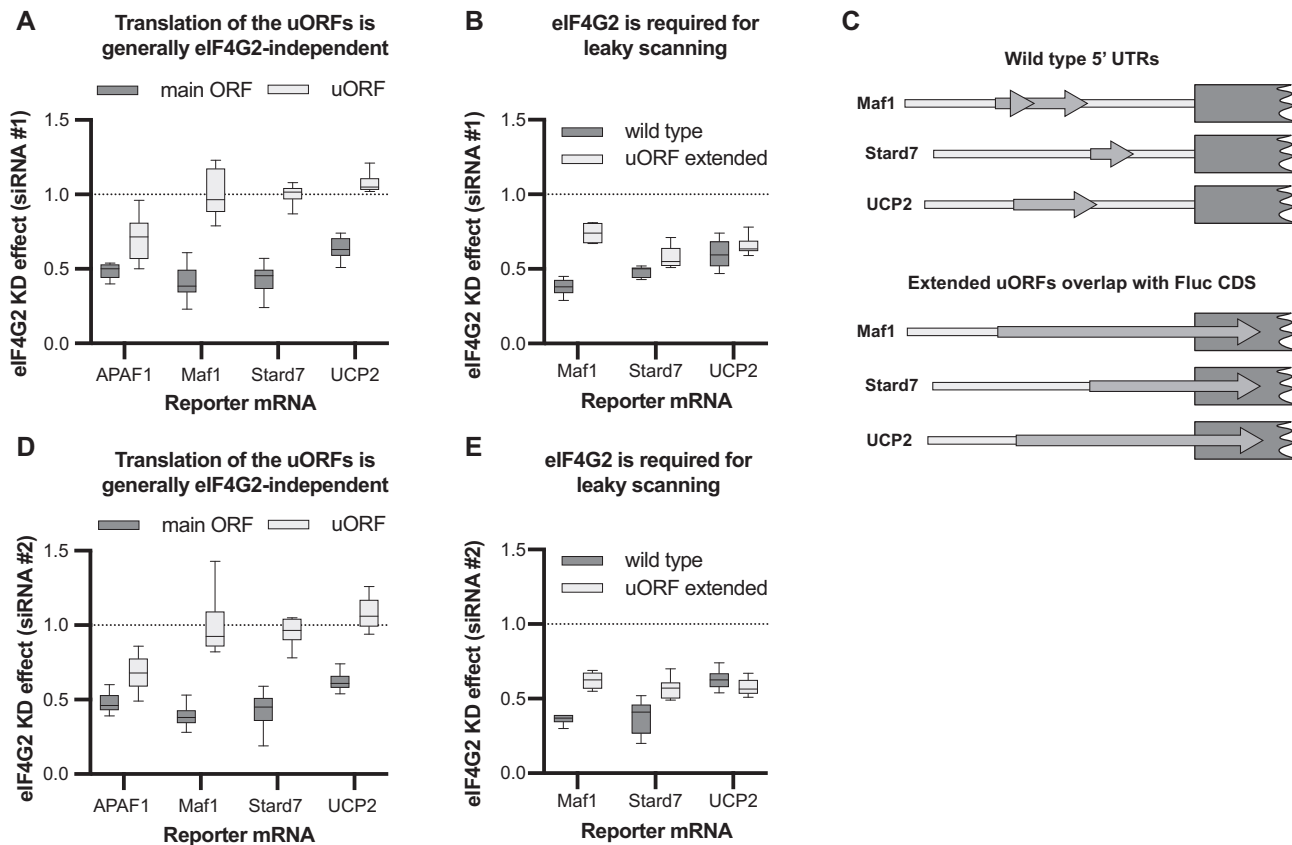 A
Translation of the uORFs is
generally eIF4G2-independent
main ORF
uORF
eIF4G2 KD effect (siRNA #1)
1.5
1.0
0.5
0.0
APAF1 Maf1 Stard7 UCP2
Reporter mRNA
B
eIF4G2 is required for
leaky scanning
wild type
uORF extended
eIF4G2 KD effect (siRNA #1)
1.5
1.0
0.5
0.0
Maf1 Stard7 UCP2
Reporter mRNA
C
Wild type 5' UTRs
Maf1
Stard7
UCP2
Extended uORFs overlap with Fluc CDS
Maf1
Stard7
UCP2
D
Translation of the uORFs is
generally eIF4G2-independent
main ORF
uORF
eIF4G2 KD effect (siRNA #2)
1.5
1.0
0.5
0.0
APAF1 Maf1 Stard7 UCP2
Reporter mRNA
E
eIF4G2 is required for
leaky scanning
wild type
uORF extended
eIF4G2 KD effect (siRNA #2)
1.5
1.0
0.5
0.0
Maf1 Stard7 UCP2
Reporter mRNA